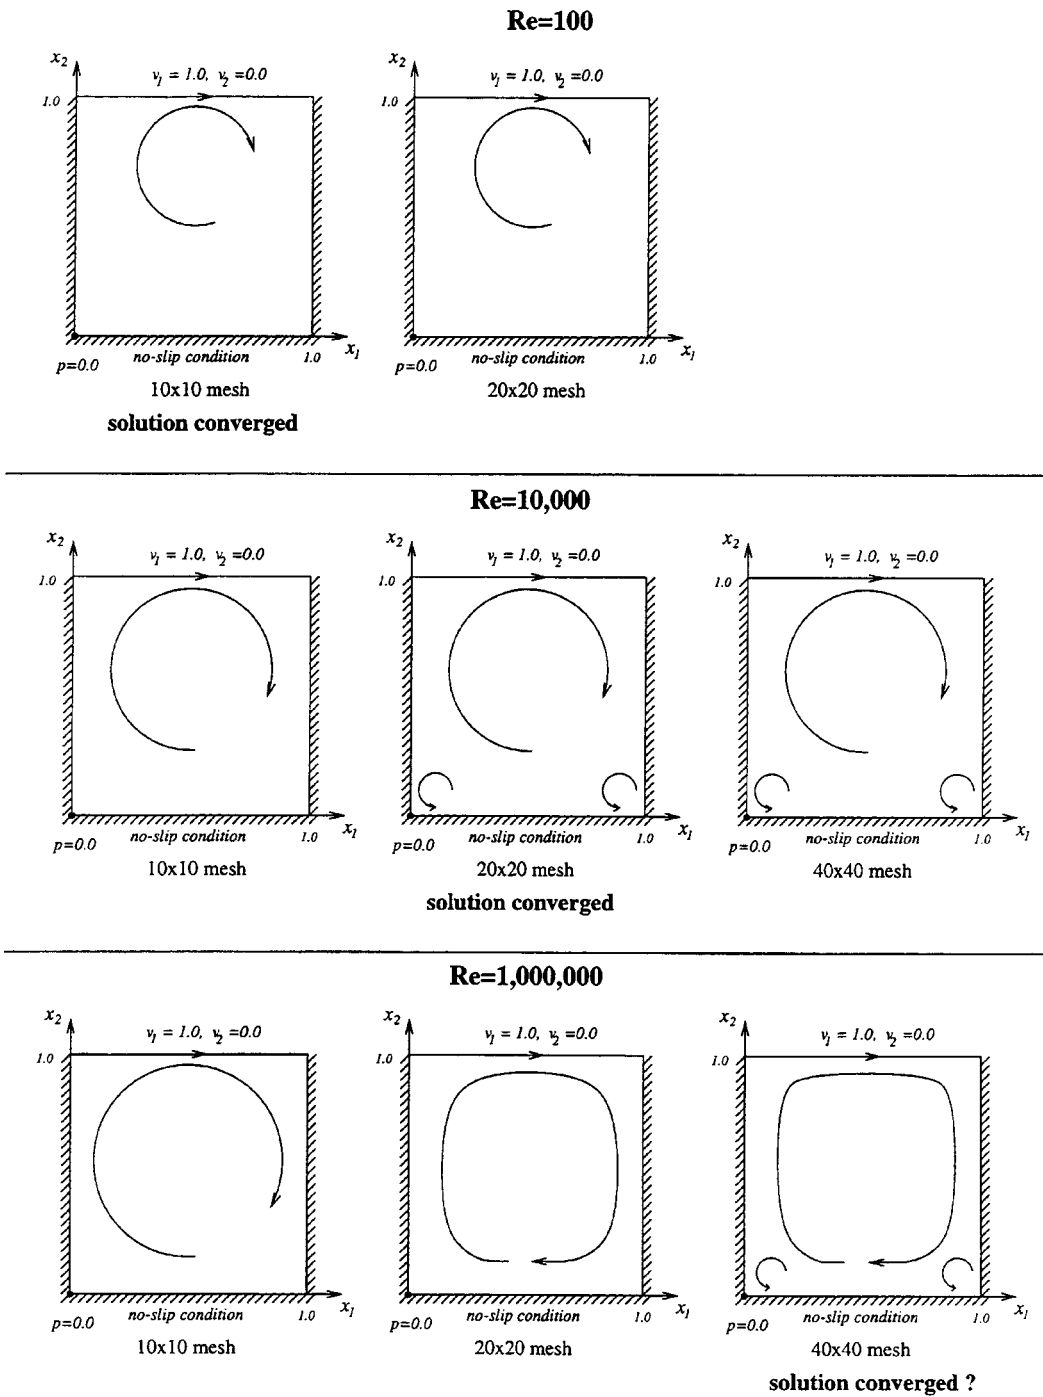 Re=100
x₂ x₂
v₁ = 1.0, v₂ =0.0 v₁ = 1.0, v₂ =0.0
1.0 1.0
no-slip condition 1.0 x₁ no-slip condition 1.0 x₁
p=0.0 p=0.0
10x10 mesh 20x20 mesh
solution converged
Re=10,000
x₂ x₂ x₂
v₁ = 1.0, v₂ =0.0 v₁ = 1.0, v₂ =0.0 v₁ = 1.0, v₂ =0.0
1.0 1.0 1.0
no-slip condition 1.0 x₁ no-slip condition 1.0 x₁ no-slip condition 1.0 x₁
p=0.0 p=0.0 p=0.0
10x10 mesh 20x20 mesh 40x40 mesh
solution converged
Re=1,000,000
x₂ x₂ x₂
v₁ = 1.0, v₂ =0.0 v₁ = 1.0, v₂ =0.0 v₁ = 1.0, v₂ =0.0
1.0 1.0 1.0
no-slip condition 1.0 x₁ no-slip condition 1.0 x₁ no-slip condition 1.0 x₁
p=0.0 p=0.0 p=0.0
10x10 mesh 20x20 mesh 40x40 mesh
solution converged ?